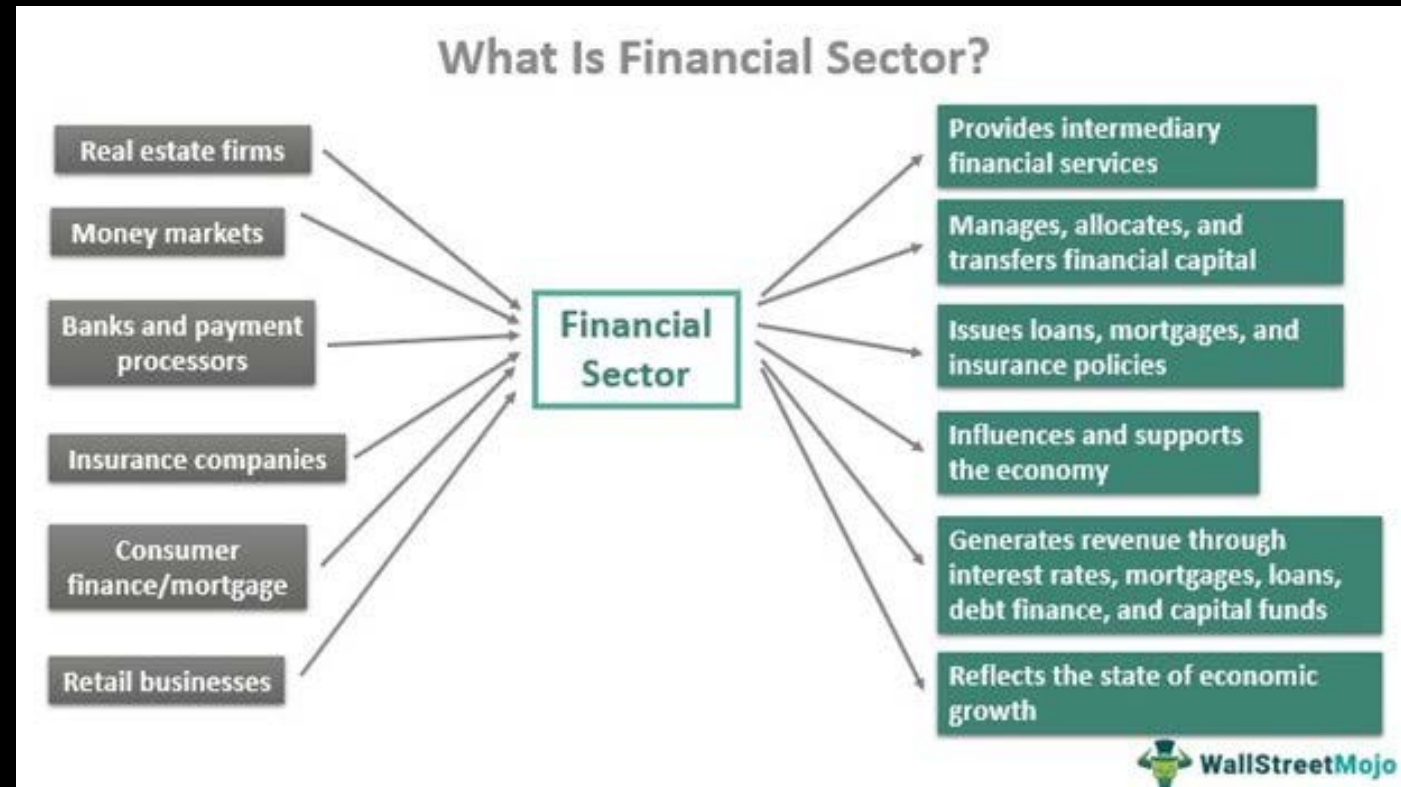 What Is Financial Sector?
Real estate firms
Money markets
Banks and payment
processors
Insurance companies
Consumer
finance/mortgage
Retail businesses
Financial
Sector
Provides intermediary
financial services
Manages, allocates, and
transfers financial capital
Issues loans, mortgages, and
insurance policies
Influences and supports
the economy
Generates revenue through
interest rates, mortgages, loans,
debt finance, and capital funds
Reflects the state of economic
growth
WallStreetMojo